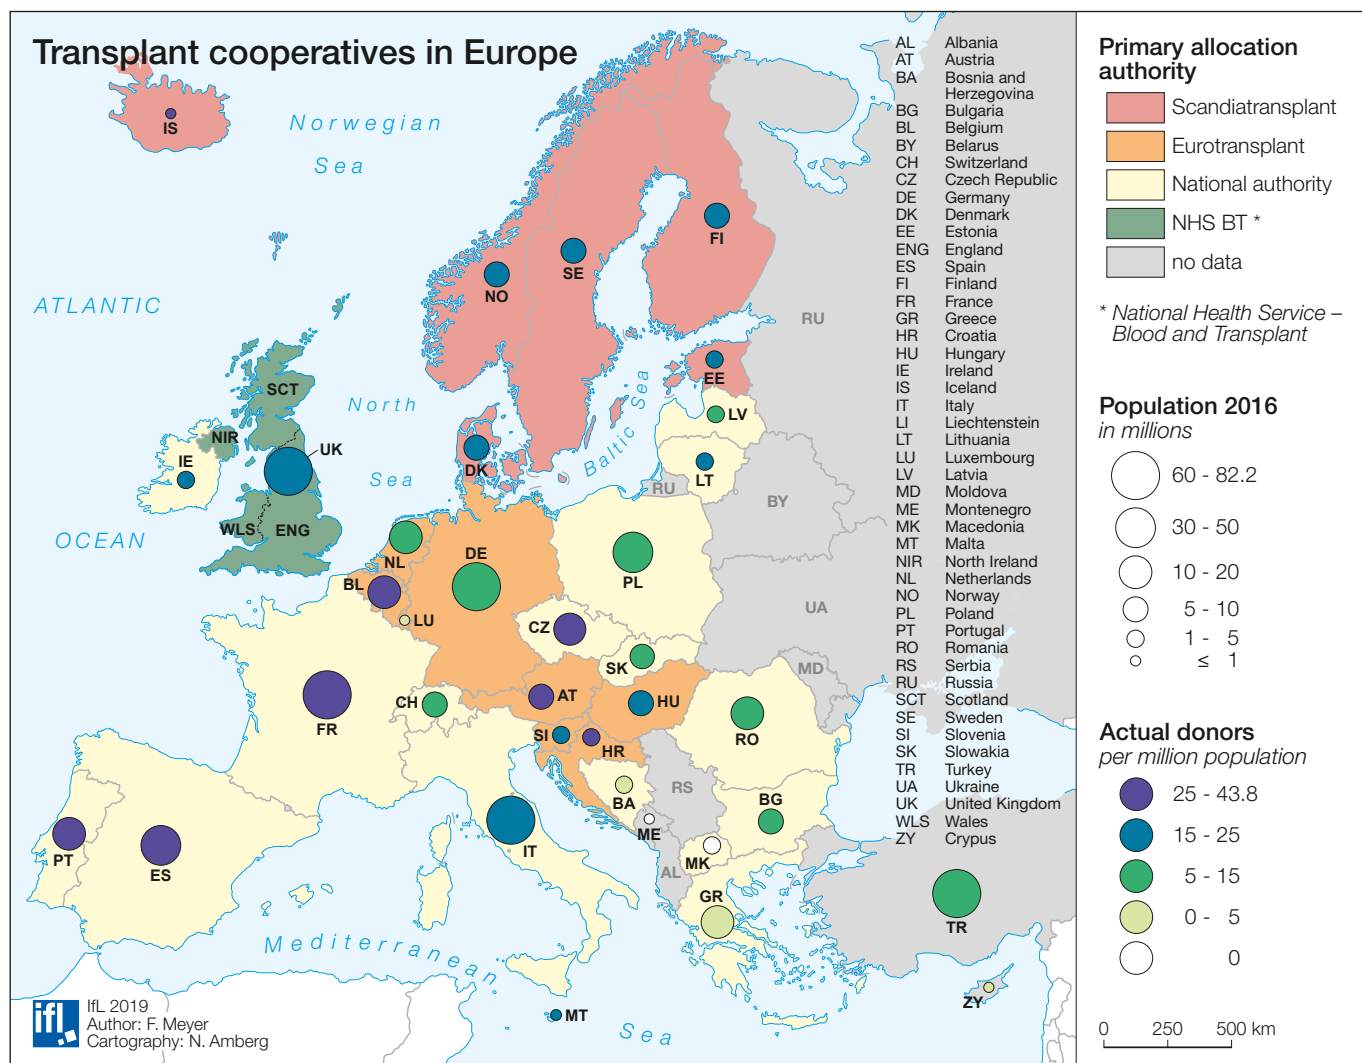 Transplant cooperatives in Europe
IS
Norwegian
Sea
ATLANTIC
OCEAN
North
Sea
Baltic Sea
Mediterranean
Sea
NO
SE
FI
RU
EE
LV
LT
RU
BY
UA
MD
SCT
NIR
IE
UK
WLS
ENG
DK
NL
DE
BL
LU
PL
CZ
SK
CH
AT
HU
FR
SI
HR
RO
BA
RS
BG
ME
MK
AL
GR
PT
ES
IT
TR
ZY
MT
AL Albania
AT Austria
BA Bosnia and
Herzegovina
BG Bulgaria
BL Belgium
BY Belarus
CH Switzerland
CZ Czech Republic
DE Germany
DK Denmark
EE Estonia
ENG England
ES Spain
FI Finland
FR France
GR Greece
HR Croatia
HU Hungary
IE Ireland
IS Iceland
IT Italy
LI Liechtenstein
LT Lithuania
LU Luxembourg
LV Latvia
MD Moldova
ME Montenegro
MK Macedonia
MT Malta
NIR North Ireland
NL Netherlands
NO Norway
PL Poland
PT Portugal
RO Romania
RS Serbia
RU Russia
SCT Scotland
SE Sweden
SI Slovenia
SK Slowakia
TR Turkey
UA Ukraine
UK United Kingdom
WLS Wales
ZY Crypus
Primary allocation
authority
Scandiatransplant
Eurotransplant
National authority
NHS BT *
no data
* National Health Service –
Blood and Transplant
Population 2016
in millions
60 - 82.2
30 - 50
10 - 20
5 - 10
1 - 5
≤ 1
Actual donors
per million population
25 - 43.8
15 - 25
5 - 15
0 - 5
0
0 250 500 km
ifl
IfL 2019
Author: F. Meyer
Cartography: N. Amberg